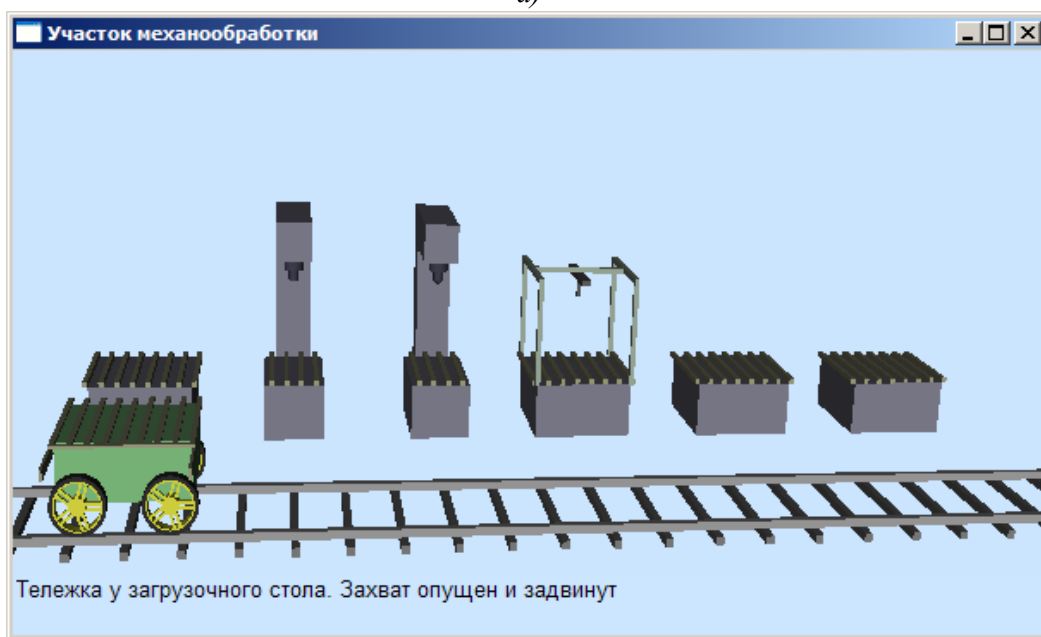 а)
Участок механообработки
Тележка у загрузочного стола. Захват опущен и задвинут